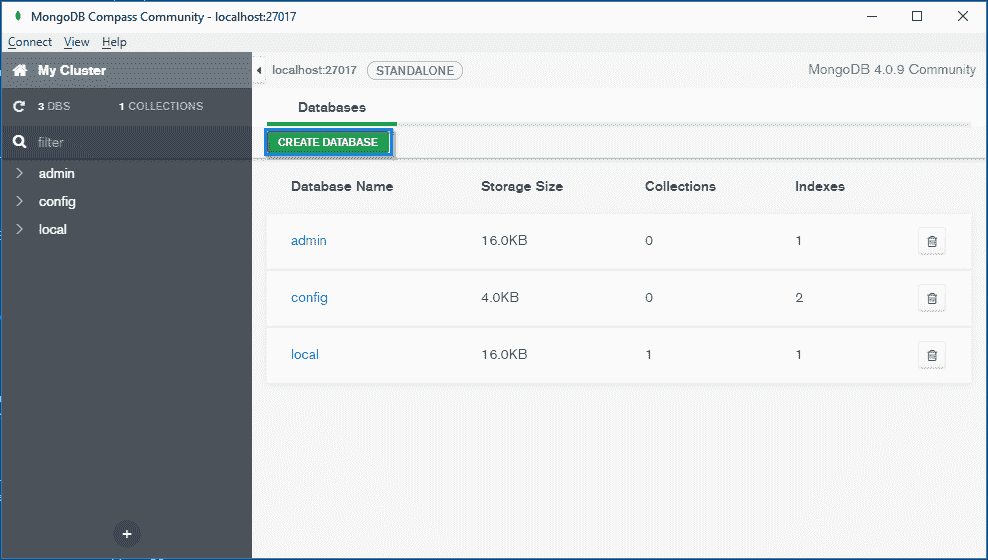 MongoDB Compass Community - localhost:27017
Connect View Help
My Cluster
localhost:27017 STANDALONE MongoDB 4.0.9 Community
3 DBS 1 COLLECTIONS
Databases
filter
CREATE DATABASE
admin
config
local
Database Name Storage Size Collections Indexes
admin 16.0KB 0 1
config 4.0KB 0 2
local 16.0KB 1 1